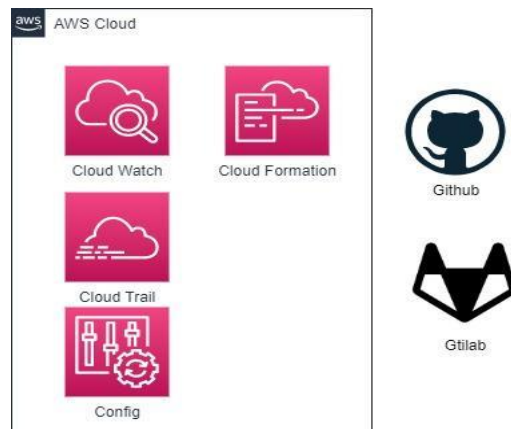 aws AWS Cloud
Cloud Watch
Cloud Formation
Github
Cloud Trail
Gtilab
Config